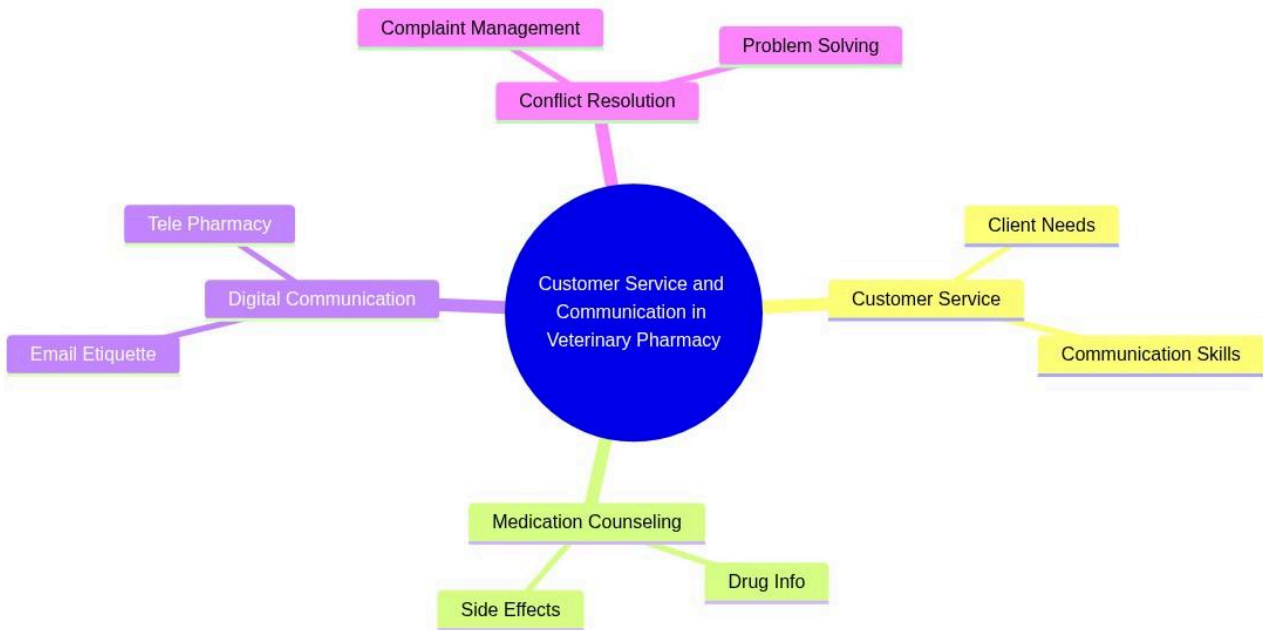 Complaint Management
Problem Solving
Conflict Resolution
Tele Pharmacy
Client Needs
Digital Communication
Customer Service and
Communication in
Veterinary Pharmacy
Customer Service
Email Etiquette
Communication Skills
Medication Counseling
Drug Info
Side Effects